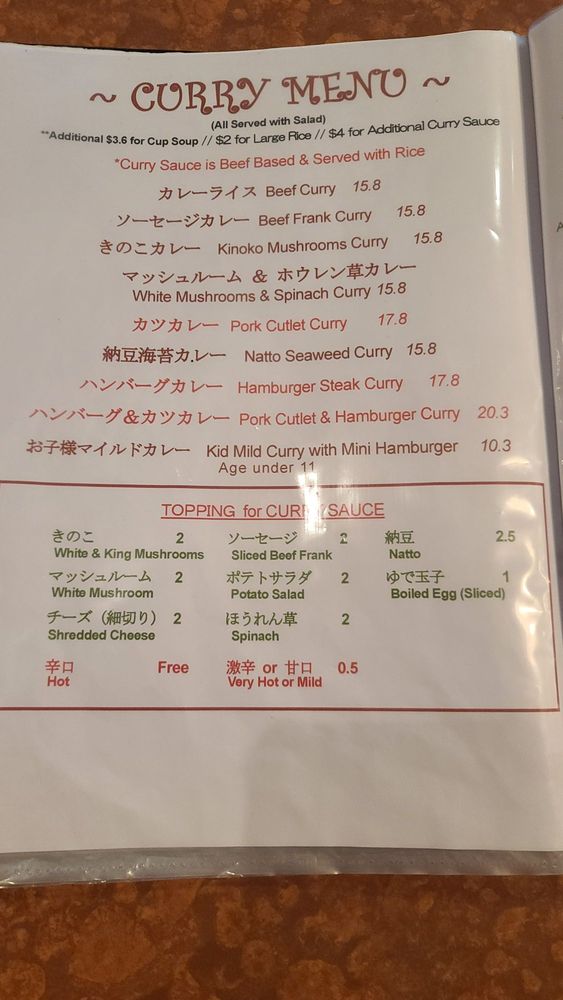 ~ CURRY MENU ~
(All Served with Salad)
**Additional $3.6 for Cup Soup // $2 for Large Rice // $4 for Additional Curry Sauce
*Curry Sauce is Beef Based & Served with Rice
カレーライス Beef Curry 15.8
ソーセージカレー Beef Frank Curry 15.8
きのこカレー Kinoko Mushrooms Curry 15.8
マッシュルーム & ホウレン草カレー
White Mushrooms & Spinach Curry 15.8
カツカレー Pork Cutlet Curry 17.8
納豆海苔カレー Natto Seaweed Curry 15.8
ハンバーグカレー Hamburger Steak Curry 17.8
ハンバーグ&カツカレー Pork Cutlet & Hamburger Curry 20.3
お子様マイルドカレー Kid Mild Curry with Mini Hamburger 10.3
Age under 11
TOPPING for CURRY SAUCE
きのこ 2 ソーセージ 2 納豆 2.5
White & King Mushrooms Sliced Beef Frank Natto
マッシュルーム 2 ポテトサラダ 2 ゆで玉子 1
White Mushroom Potato Salad Boiled Egg (Sliced)
チーズ（細切り） 2 ほうれん草 2
Shredded Cheese Spinach
辛口 Free 激辛 or 甘口 0.5
Hot Very Hot or Mild